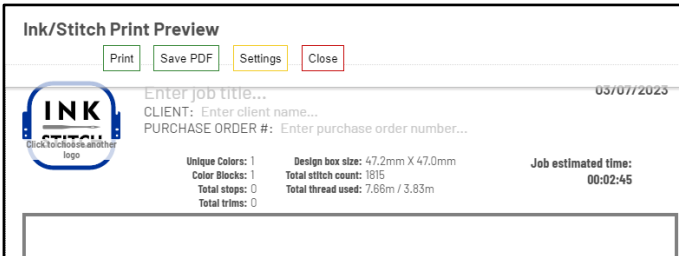 Ink/Stitch Print Preview
Print Save PDF Settings Close
Enter job title... 03/07/2023
INK CLIENT: Enter client name...
STITCH PURCHASE ORDER #: Enter purchase order number...
Click to choose another
logo
Unique Colors: 1 Design box size: 47.2mm X 47.0mm Job estimated time:
Color Blocks: 1 Total stitch count: 1815 00:02:45
Total stops: 0 Total thread used: 7.66m / 3.83m
Total trims: 0